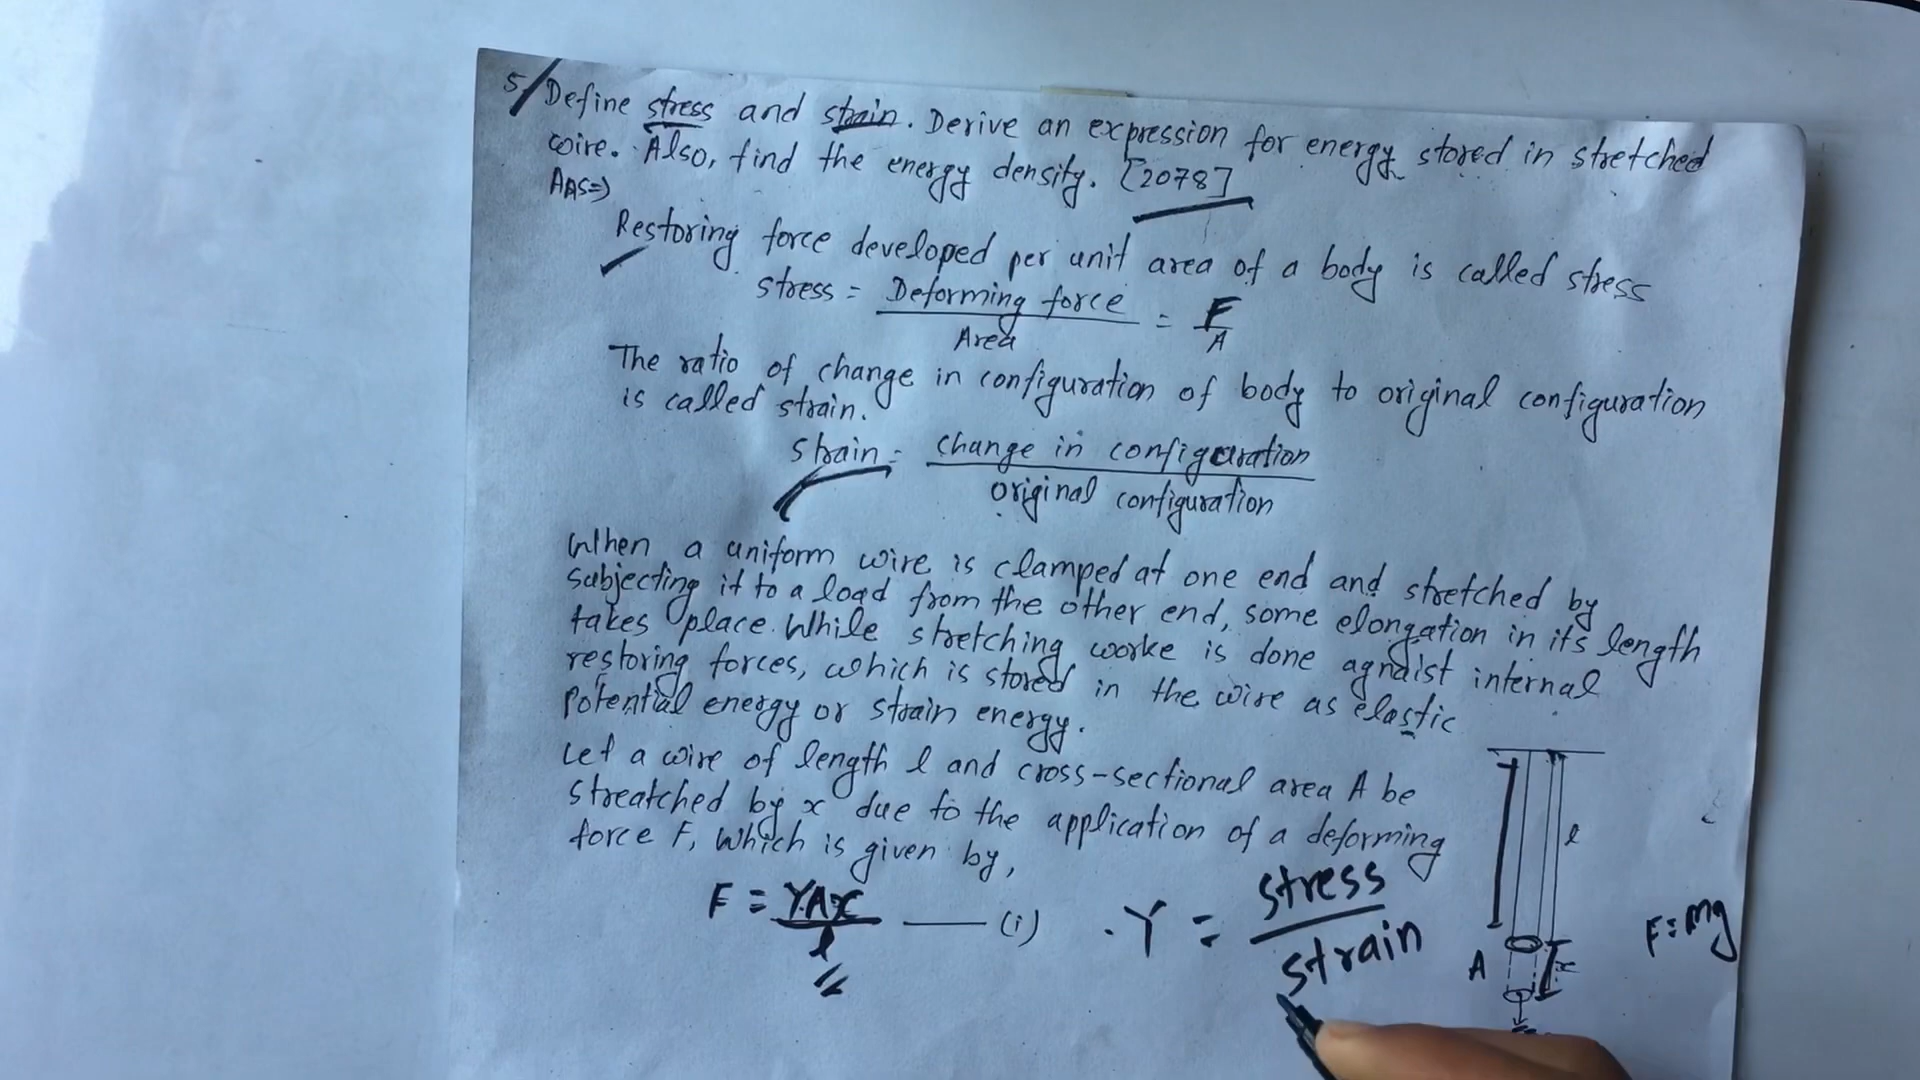 5. Define stress and strain. Derive an expression for energy stored in stretched
wire. Also, find the energy density. [2078]
Ans⇒
Restoring force developed per unit area of a body is called stress
stress = Deforming force / Area = F / A
The ratio of change in configuration of body to original configuration
is called strain.
Strain = change in configuration / original configuration
When a uniform wire is clamped at one end and stretched by
subjecting it to a load from the other end, some elongation in its length
takes place. While stretching worke is done agnaist internal
restoring forces, which is stored in the wire as elastic
Potential energy or strain energy.
Let a wire of length l and cross-sectional area A be
streatched by x due to the application of a deforming
force F, Which is given by,
F = YAx / l —— (i)
Y = stress / strain
l
A
x
F = mg